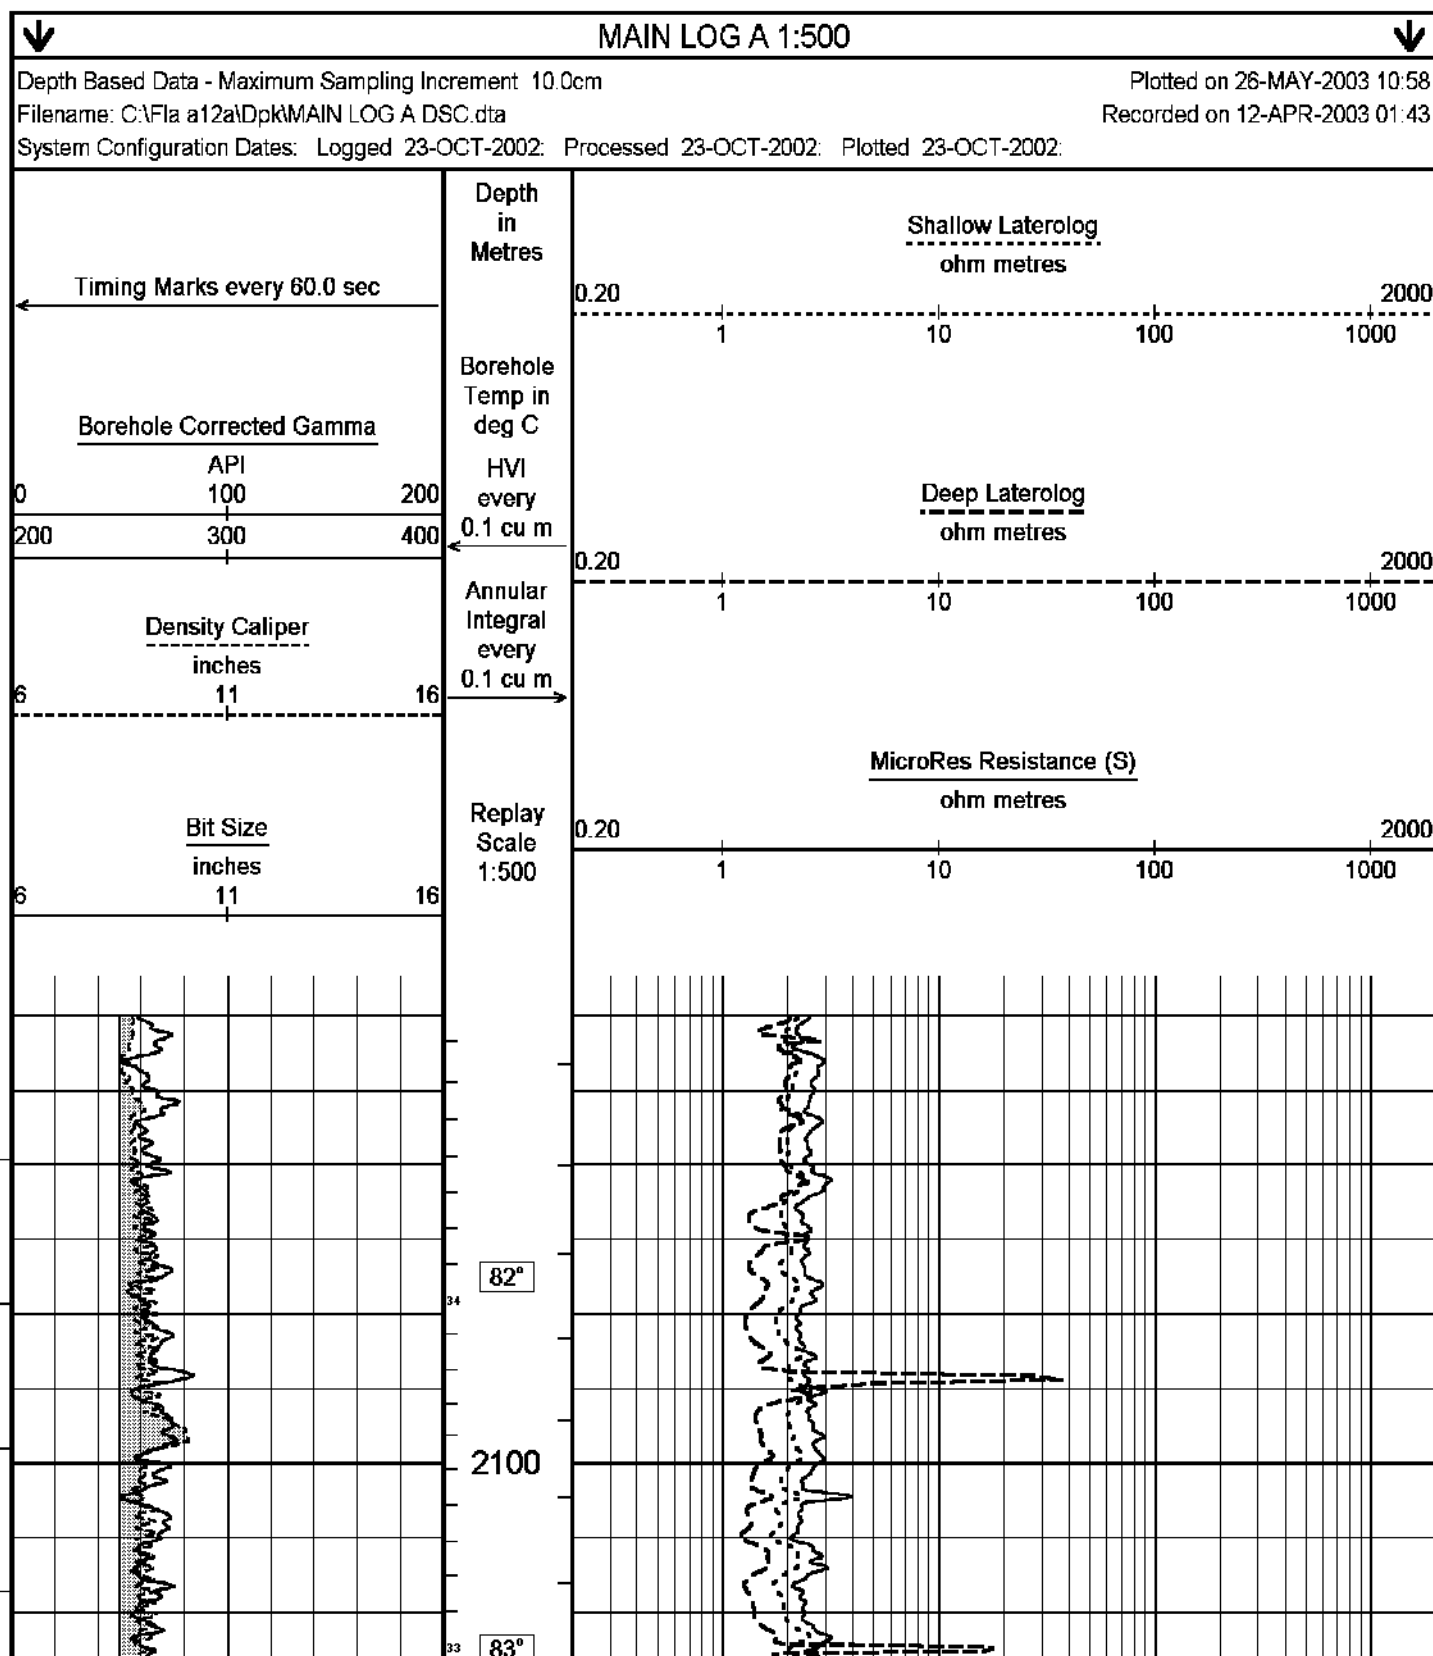 MAIN LOG A 1:500
Depth Based Data - Maximum Sampling Increment 10.0cm
Plotted on 26-MAY-2003 10:58
Filename: C:\Fla a12a\Dpk\MAIN LOG A DSC.dta
Recorded on 12-APR-2003 01:43
System Configuration Dates: Logged 23-OCT-2002: Processed 23-OCT-2002: Plotted 23-OCT-2002:
Timing Marks every 60.0 sec
Borehole Corrected Gamma
API
0 100 200
200 300 400
Density Caliper
inches
6 11 16
Bit Size
inches
6 11 16
Depth
in
Metres
Borehole
Temp in
deg C
HVI
every
0.1 cu m
Annular
Integral
every
0.1 cu m
Replay
Scale
1:500
Shallow Laterolog
ohm metres
0.20 2000
1 10 100 1000
Deep Laterolog
ohm metres
0.20 2000
1 10 100 1000
MicroRes Resistance (S)
ohm metres
0.20 2000
1 10 100 1000
82°
34
2100
33
83°